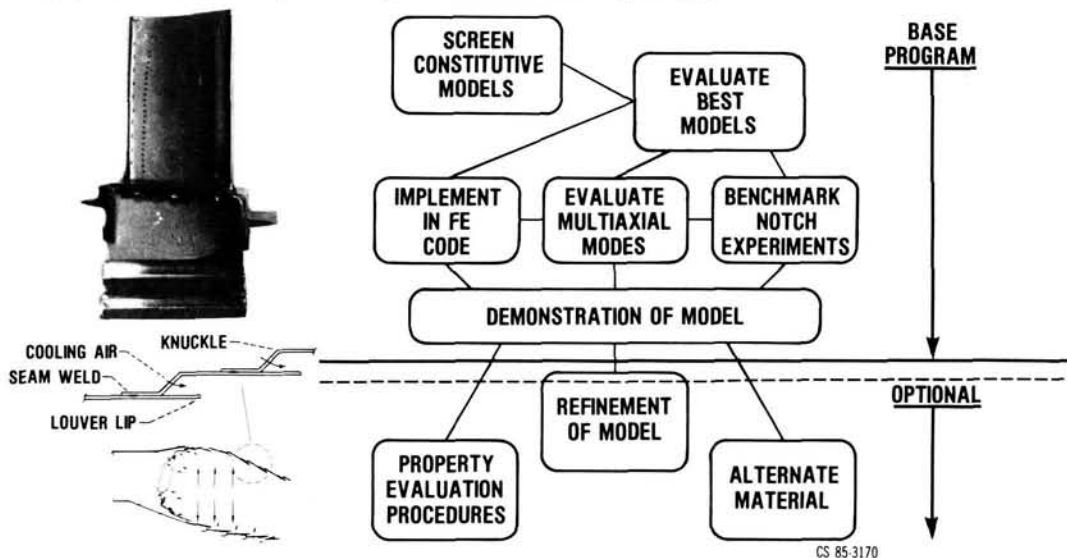 SCREEN
CONSTITUTIVE
MODELS
EVALUATE
BEST
MODELS
BASE
PROGRAM
IMPLEMENT
IN FE
CODE
EVALUATE
MULTIAXIAL
MODES
BENCHMARK
NOTCH
EXPERIMENTS
DEMONSTRATION OF MODEL
KNUCKLE
COOLING AIR
SEAM WELD
LOUVER LIP
REFINEMENT
OF MODEL
OPTIONAL
PROPERTY
EVALUATION
PROCEDURES
ALTERNATE
MATERIAL
CS 85-3170